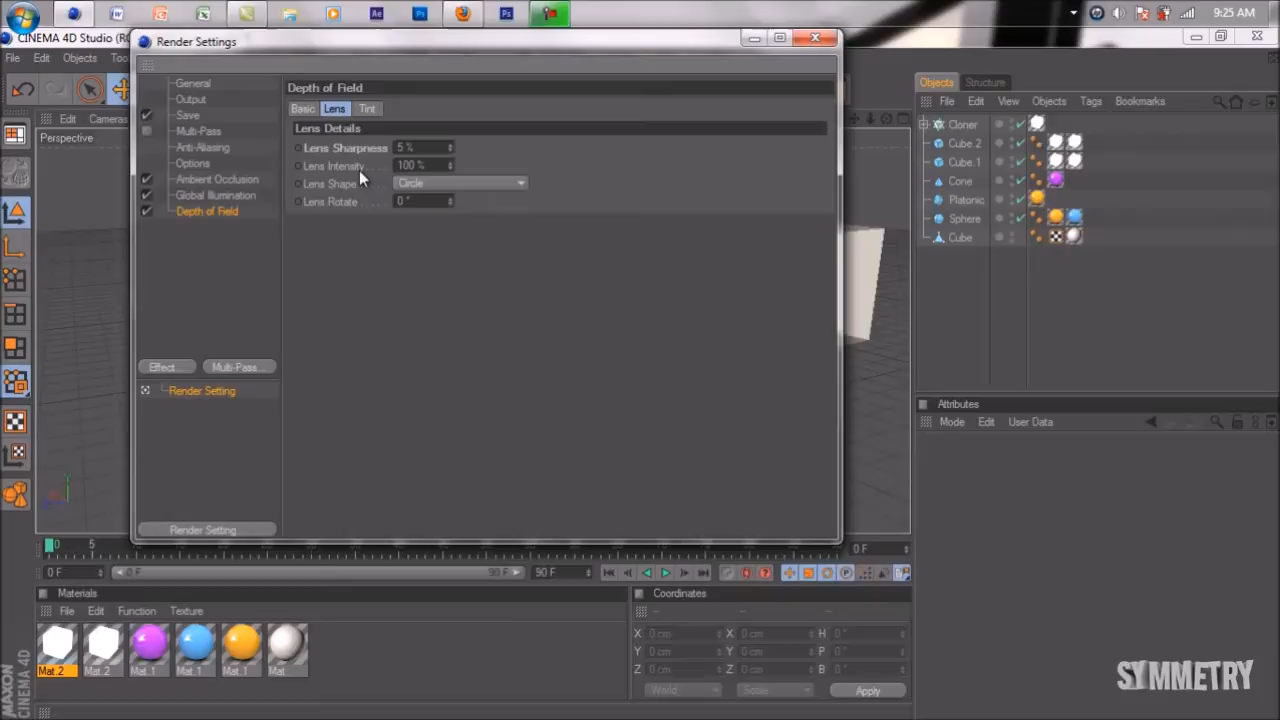 9:25 AM
CINEMA 4D Studio (R
Render Settings
File Edit Objects
Objects Structure
File Edit View Objects Tags Bookmarks
Edit Cameras
Perspective
General
Output
Save
Multi-Pass
Anti-Aliasing
Options
Ambient Occlusion
Global Illumination
Depth of Field
Effect... Multi-Pass...
Render Setting
Render Setting
Depth of Field
Basic Lens Tint
Lens Details
Lens Sharpness 5 %
Lens Intensity 100 %
Lens Shape Circle
Lens Rotate 0 °
Cloner
Cube.2
Cube.1
Cone
Platonic
Sphere
Cube
Attributes
Mode Edit User Data
0 5
0 F
0 F 0 F 90 F 90 F
Materials
File Edit Function Texture
Mat.2 Mat.2 Mat.1 Mat.1 Mat.1 Mat
Coordinates
-- -- --
X 0 cm X 0 cm H 0 °
Y 0 cm Y 0 cm P 0 °
Z 0 cm Z 0 cm B 0 °
World Scale Apply
MAXON
CINEMA 4D
SYMMETRY